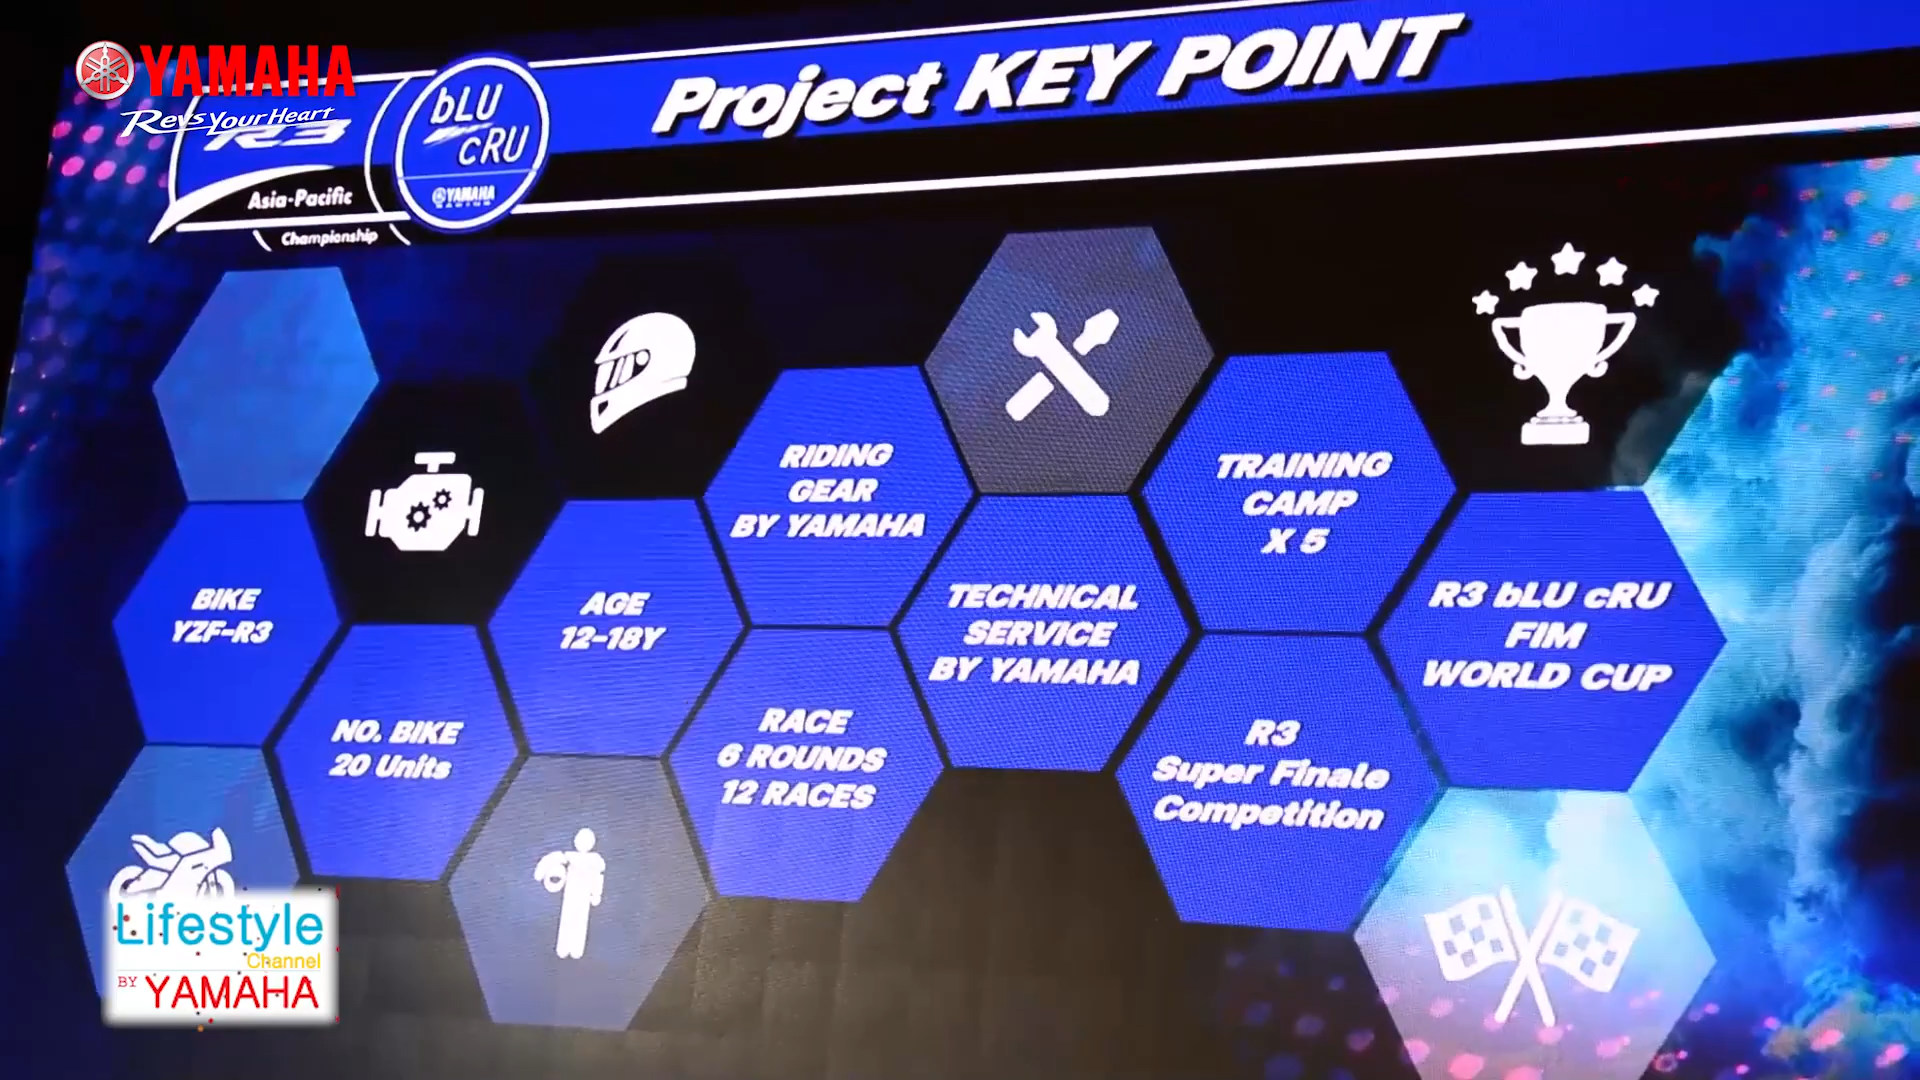 YAMAHA
Revs Your Heart
R3
Asia-Pacific
Championship
bLU
cRU
YAMAHA
RACING
Project KEY POINT
RIDING
GEAR
BY YAMAHA
TRAINING
CAMP
X 5
BIKE
YZF-R3
AGE
12-18Y
TECHNICAL
SERVICE
BY YAMAHA
R3 bLU cRU
FIM
WORLD CUP
NO. BIKE
20 Units
RACE
6 ROUNDS
12 RACES
R3
Super Finale
Competition
Lifestyle
Channel
BY YAMAHA